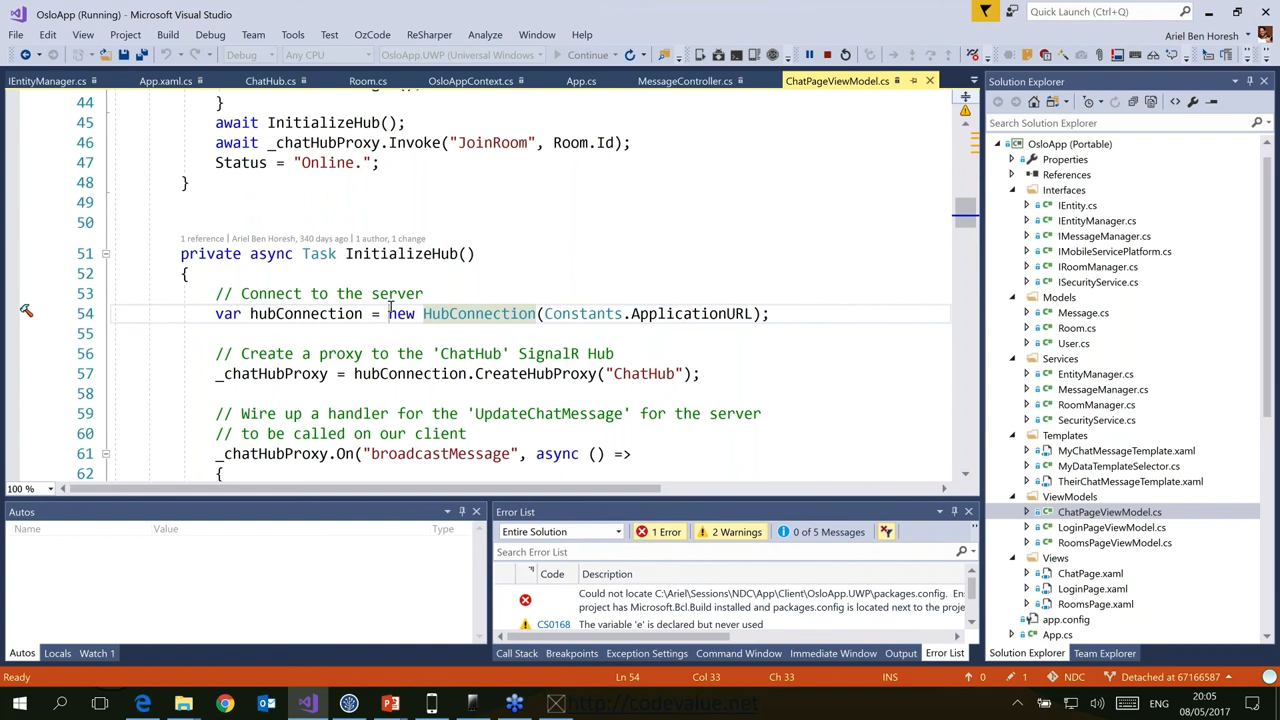 OsloApp (Running) - Microsoft Visual Studio
Quick Launch (Ctrl+Q)
File Edit View Project Build Debug Team Tools Test OzCode ReSharper Analyze Window Help
Ariel Ben Horesh
Debug Any CPU OsloApp.UWP (Universal Windows) Continue
IEntityManager.cs App.xaml.cs ChatHub.cs Room.cs OsloAppContext.cs App.cs MessageController.cs ChatPageViewModel.cs
44 }
45 await InitializeHub();
46 await _chatHubProxy.Invoke("JoinRoom", Room.Id);
47 Status = "Online.";
48 }
49
50
1 reference | Ariel Ben Horesh, 340 days ago | 1 author, 1 change
51 private async Task InitializeHub()
52 {
53 // Connect to the server
54 var hubConnection = new HubConnection(Constants.ApplicationURL);
55
56 // Create a proxy to the 'ChatHub' SignalR Hub
57 _chatHubProxy = hubConnection.CreateHubProxy("ChatHub");
58
59 // Wire up a handler for the 'UpdateChatMessage' for the server
60 // to be called on our client
61 _chatHubProxy.On("broadcastMessage", async () =>
62 {
100 %
Solution Explorer
Search Solution Explorer
OsloApp (Portable)
Properties
References
Interfaces
IEntity.cs
IEntityManager.cs
IMessageManager.cs
IMobileServicePlatform.cs
IRoomManager.cs
ISecurityService.cs
Models
Message.cs
Room.cs
User.cs
Services
EntityManager.cs
MessageManager.cs
RoomManager.cs
SecurityService.cs
Templates
MyChatMessageTemplate.xaml
MyDataTemplateSelector.cs
TheirChatMessageTemplate.xaml
ViewModels
ChatPageViewModel.cs
LoginPageViewModel.cs
RoomsPageViewModel.cs
Views
ChatPage.xaml
LoginPage.xaml
RoomsPage.xaml
app.config
App.cs
Solution Explorer Team Explorer
Autos
Name Value Type
Autos Locals Watch 1
Error List
Entire Solution 1 Error 2 Warnings 0 of 5 Messages
Search Error List
Code Description
Could not locate C:\Ariel\Sessions\NDC\App\Client\OsloApp.UWP\packages.config. En
project has Microsoft.Bcl.Build installed and packages.config is located next to the proje
CS0168 The variable 'e' is declared but never used
Call Stack Breakpoints Exception Settings Command Window Immediate Window Output Error List
Ready Ln 54 Col 33 Ch 33 INS 0 1 NDC Detached at 67166587
http://codevalue.net
ENG
20:05
08/05/2017